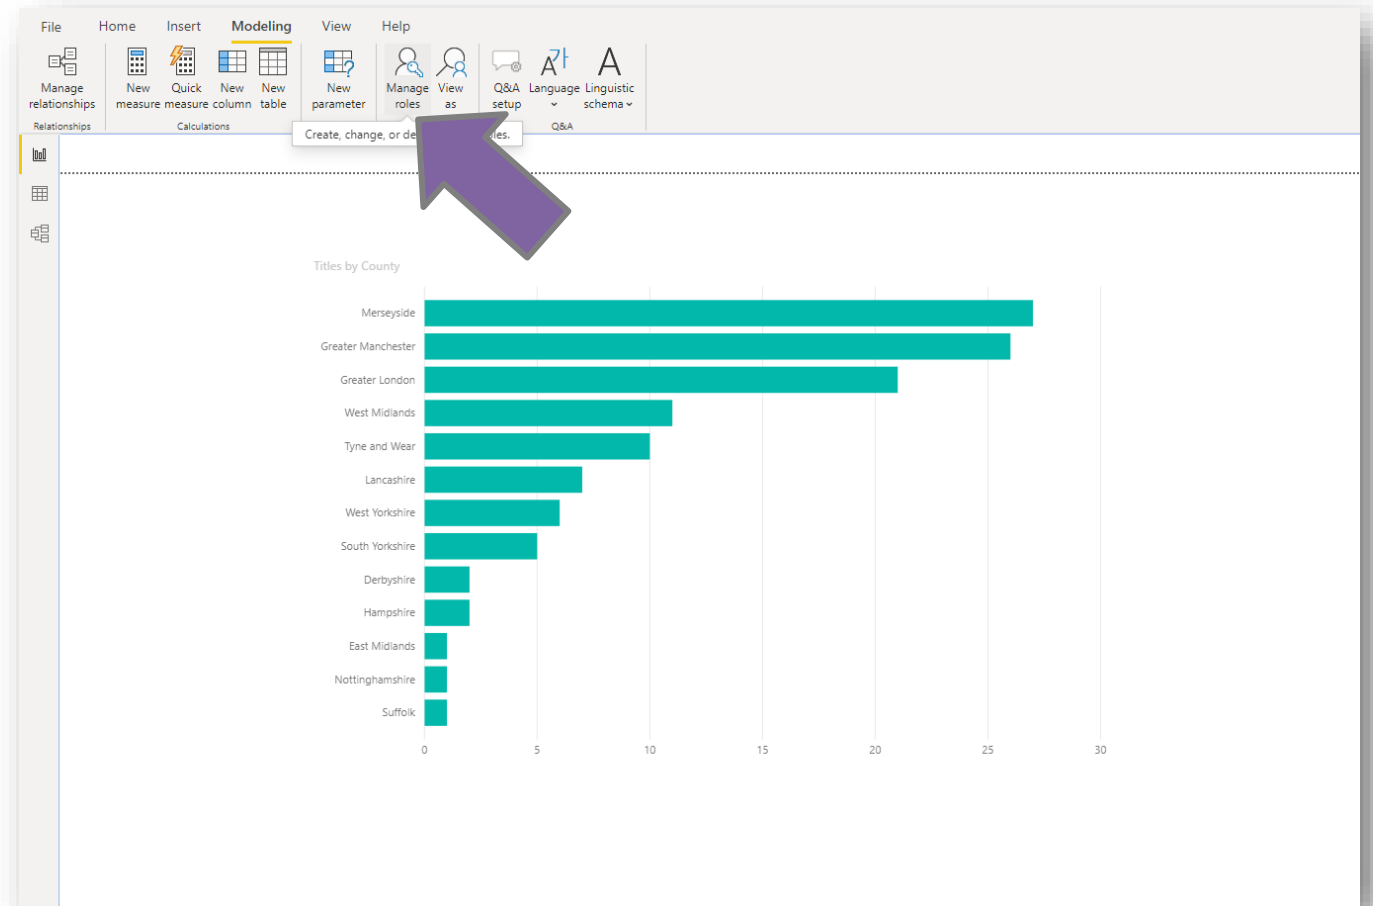 File Home Insert Modeling View Help
Manage relationships
New measure
Quick measure
New column
New table
New parameter
Manage roles
View as
Q&A setup
Language
Linguistic schema
Relationships Calculations Q&A
Create, change, or
Titles by County
Merseyside
Greater Manchester
Greater London
West Midlands
Tyne and Wear
Lancashire
West Yorkshire
South Yorkshire
Derbyshire
Hampshire
East Midlands
Nottinghamshire
Suffolk
0 5 10 15 20 25 30